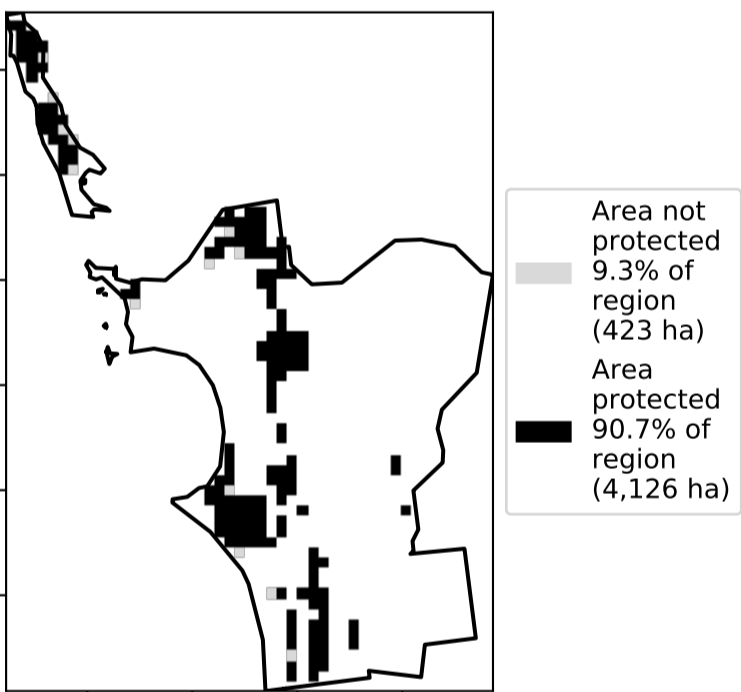 Area not
protected
9.3% of
region
(423 ha)
Area
protected
90.7% of
region
(4,126 ha)